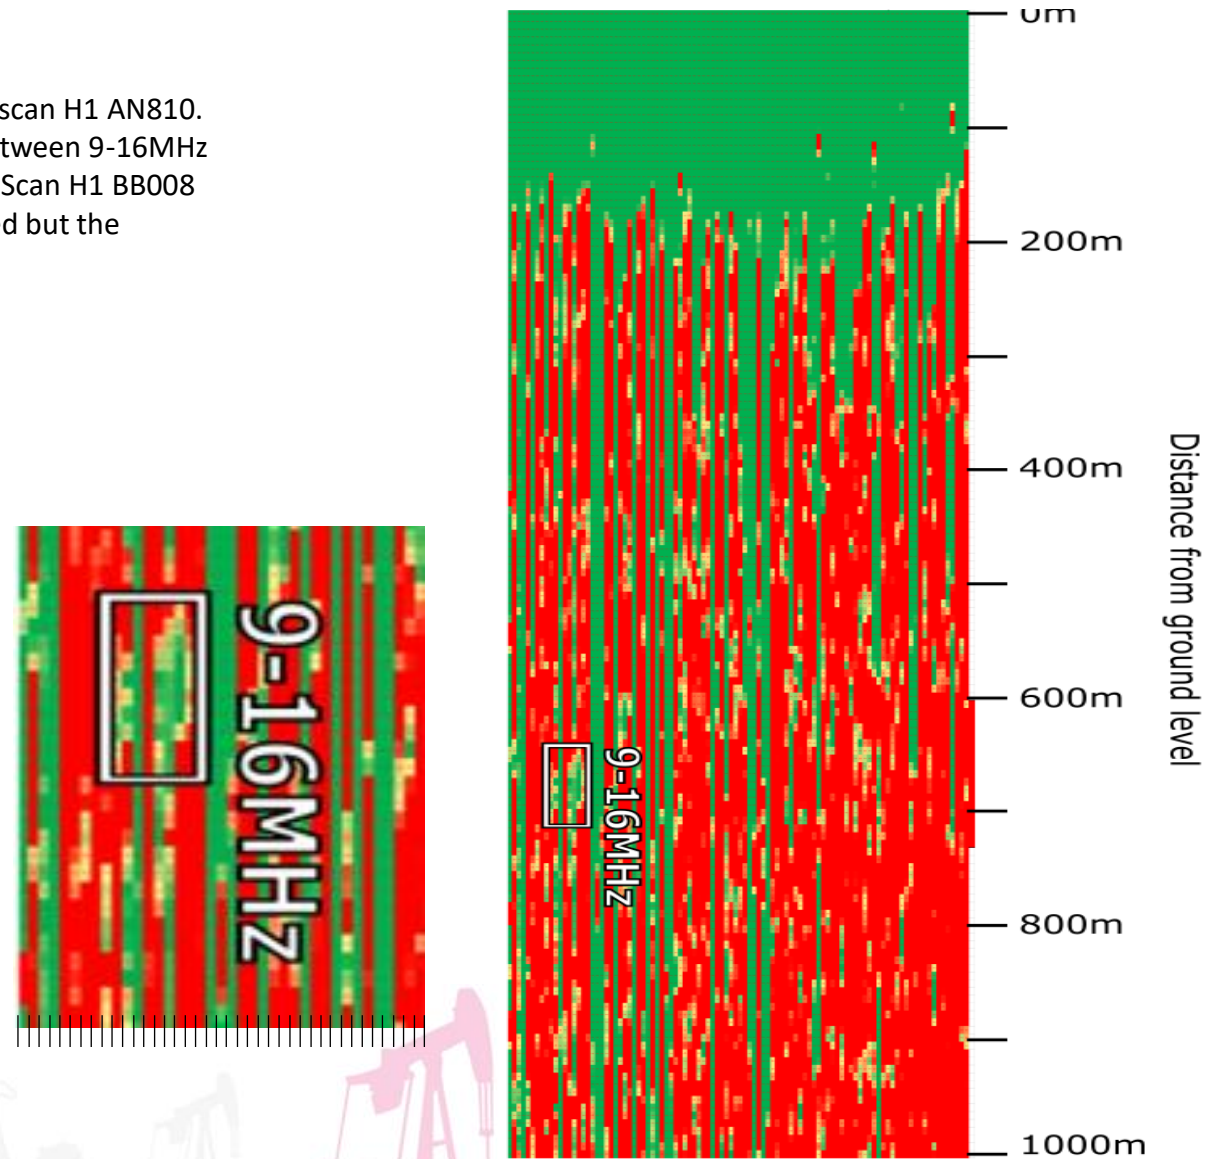 scan H1 AN810.
tween 9-16MHz
Scan H1 BB008
d but the
9-16MHz
0m
200m
400m
600m
800m
1000m
9-16MHz
Distance from ground level